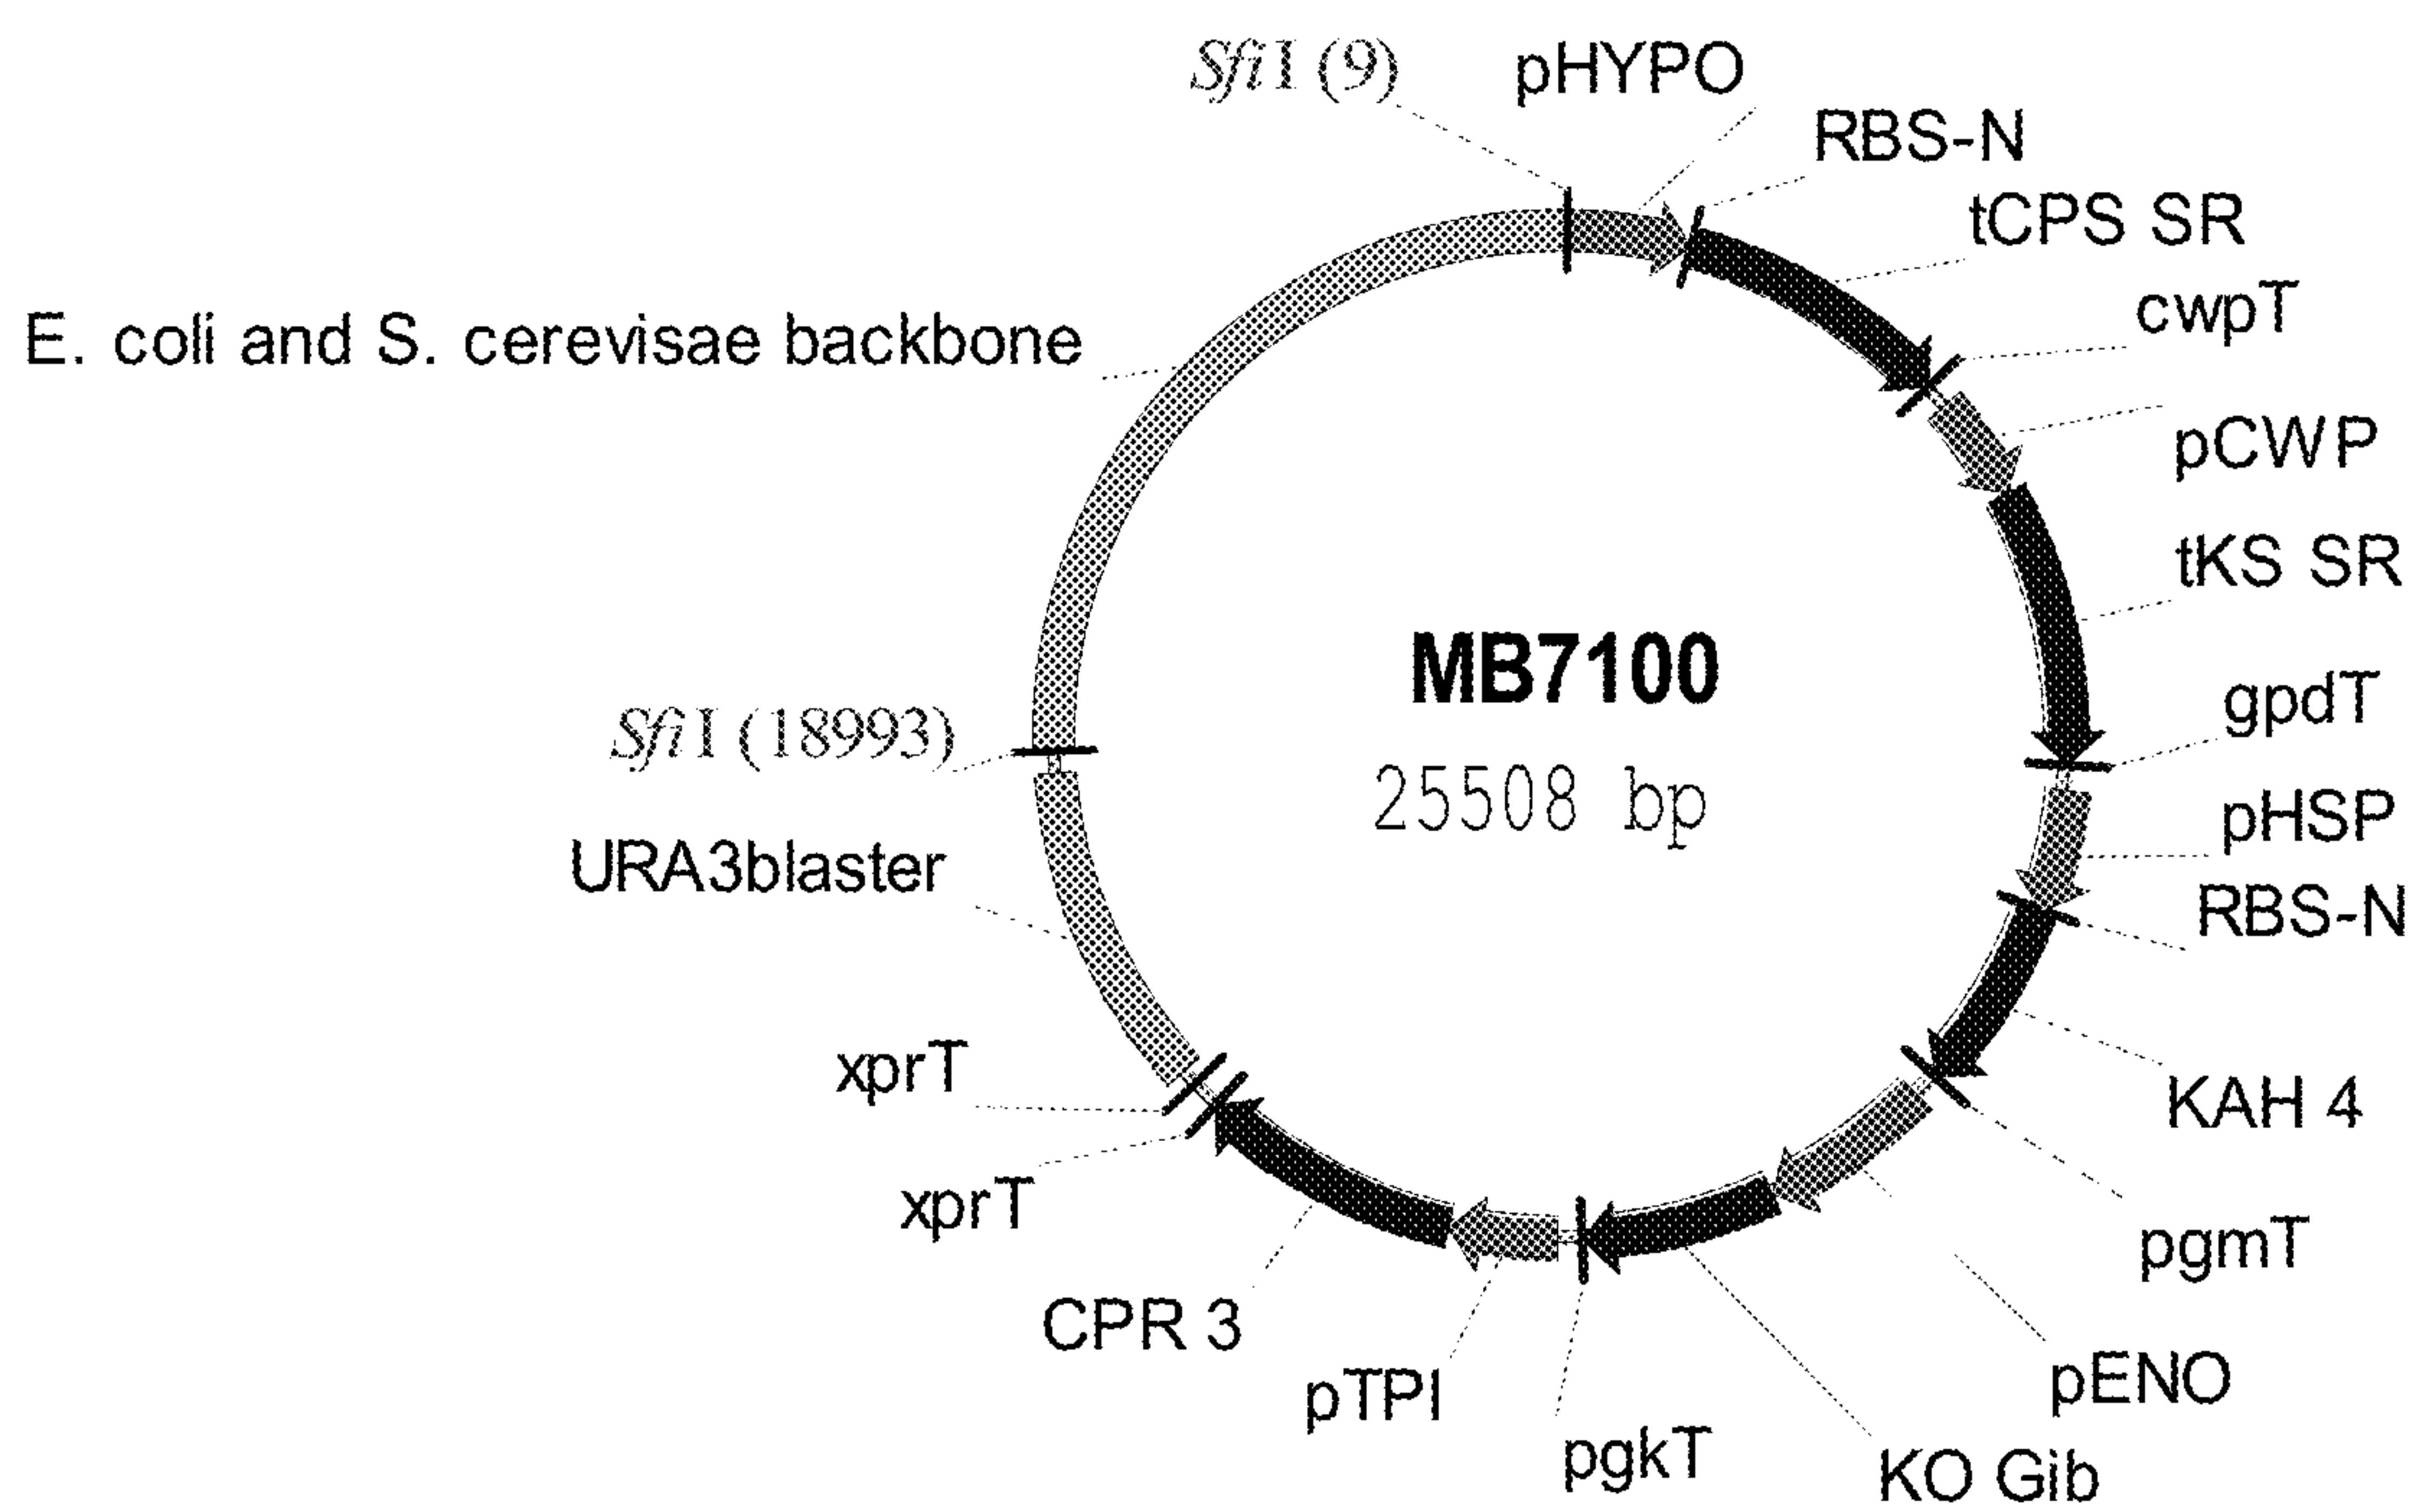 SfiI (9)
pHYPO
RBS-N
tCPS SR
cwpT
E. coli and S. cerevisae backbone
pCWP
tKS SR
MB7100
gpdT
SfiI (18993)
25508 bp
pHSP
URA3blaster
RBS-N
xprT
KAH 4
xprT
pgmT
CPR 3
pENO
pTPI
pgkT
KO Gib